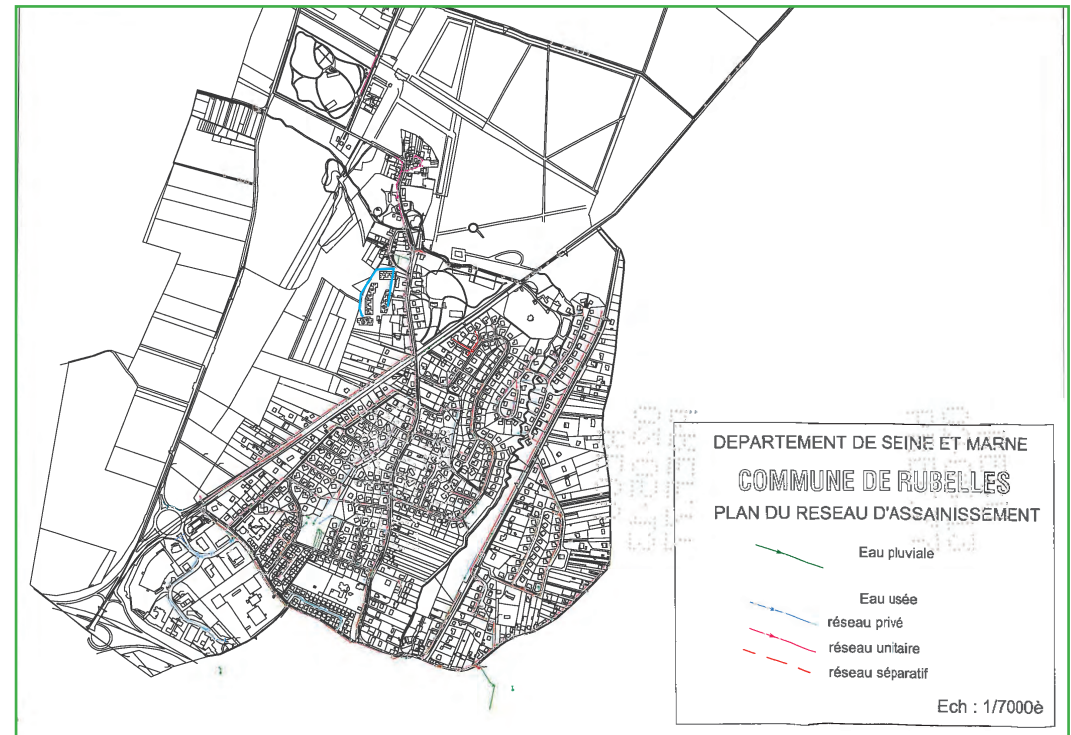 DEPARTEMENT DE SEINE ET MARNE
COMMUNE DE RUBELLES
PLAN DU RESEAU D'ASSAINISSEMENT
Eau pluviale
Eau usée
réseau privé
réseau unitaire
réseau séparatif
Ech : 1/7000è